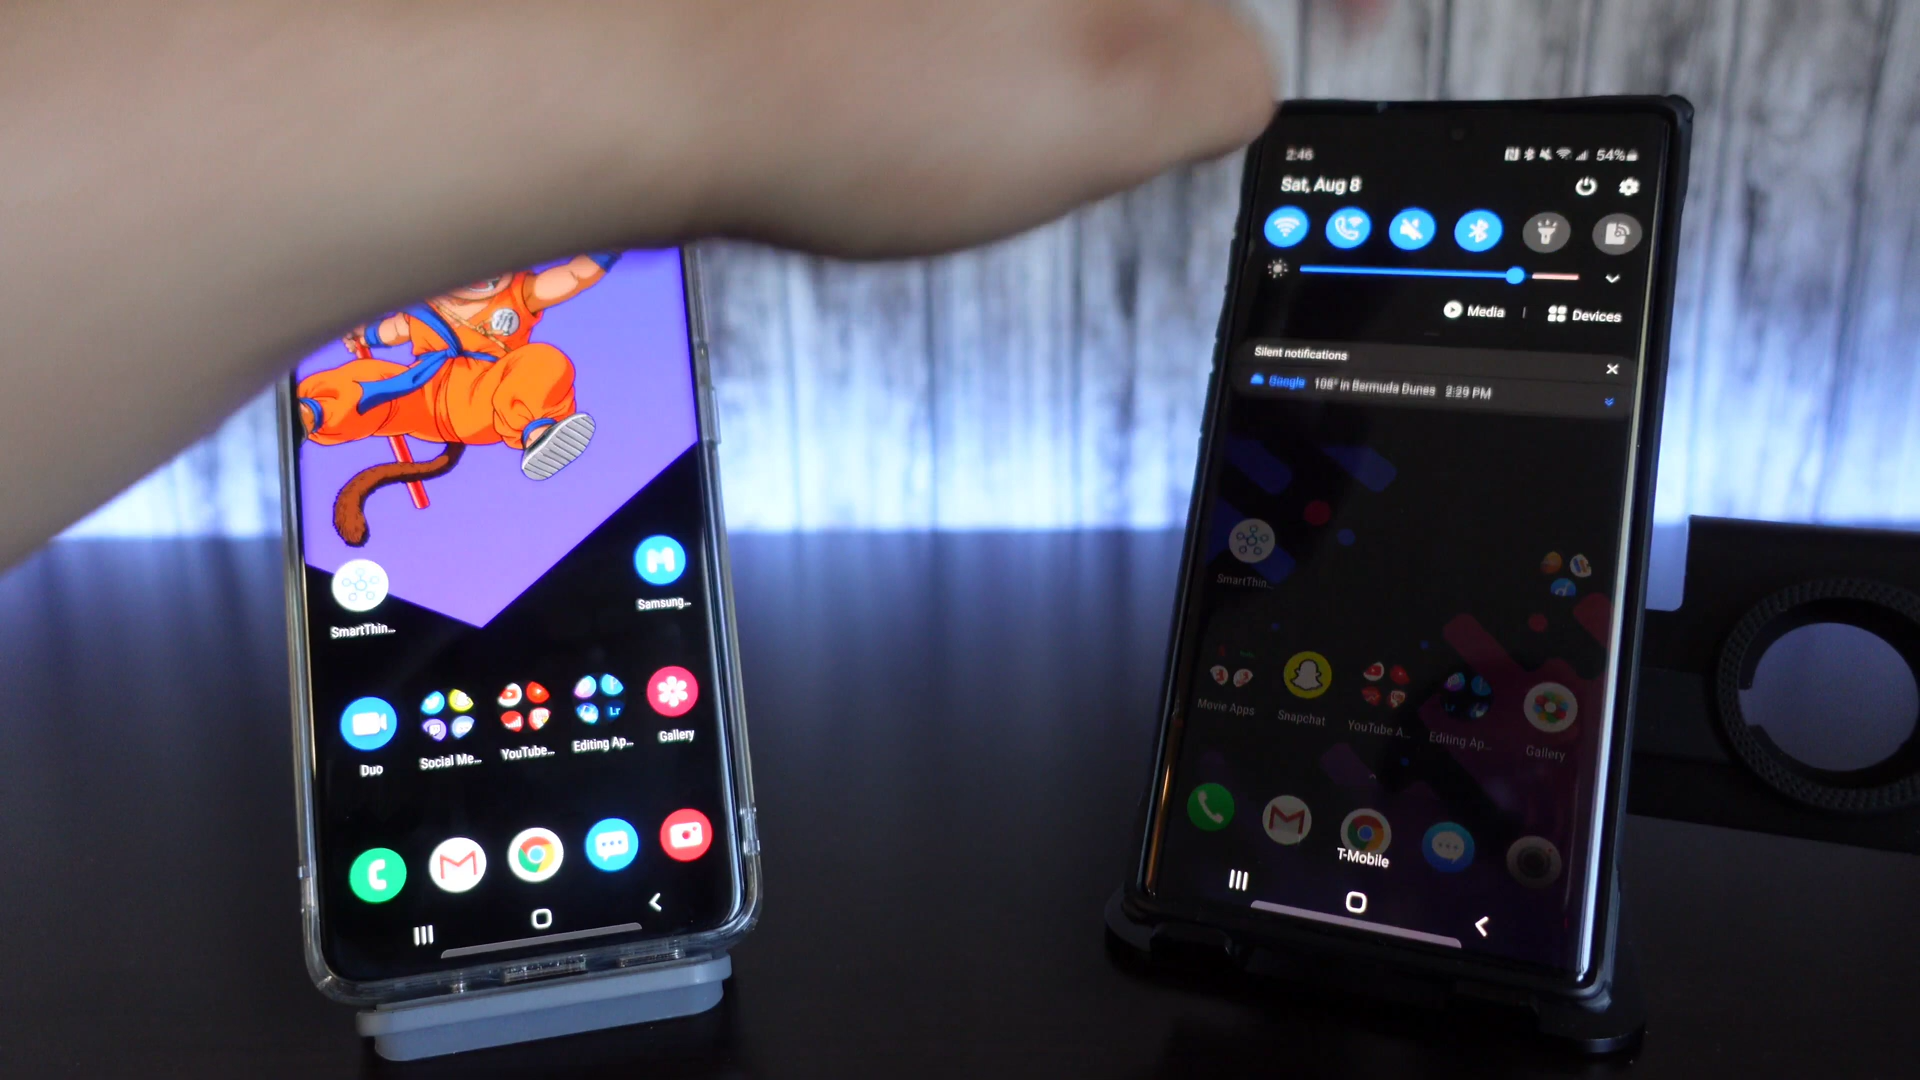 SmartThin...
Samsung...
Duo
Social Me...
YouTube...
Editing Ap...
Lr
Gallery
2:46
54%
Sat, Aug 8
Media
Devices
Silent notifications
Google 108° in Bermuda Dunes 2:29 PM
SmartThin...
Movie Apps
Snapchat
YouTube A...
Editing Ap...
Gallery
T-Mobile